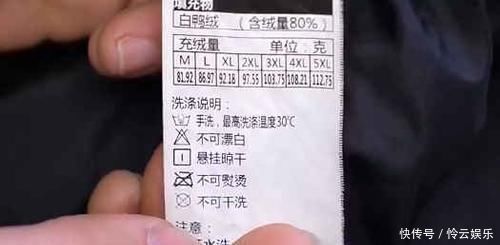 填充物
白鸭绒 (含绒量80%)
充绒量 单位:克
M L XL 2XL 3XL 4XL 5XL
81.92 86.97 92.18 97.55 103.75 108.21 112.75
洗涤说明:
手洗,最高洗涤温度30℃
不可漂白
悬挂晾干
不可熨烫
不可干洗
注意:
水洗
快传号/伶云娱乐